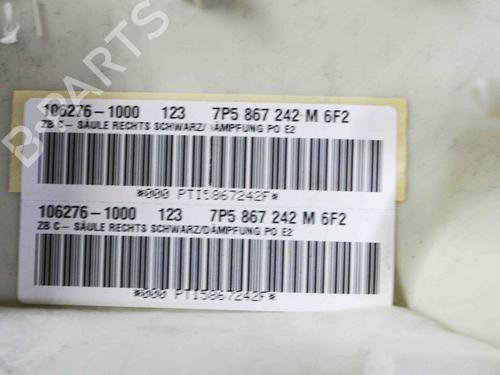 B-Parts
106276-1000 123 7P5 867 242 M 6F2
ZB C- SÄULE RECHTS SCHWARZ/DÄMPFUNG PO E2
*000 PTI5867242F*
106276-1000 123 7P5 867 242 M 6F2
ZB C- SÄULE RECHTS SCHWARZ/DÄMPFUNG PO E2
*000 PTI5867242F*